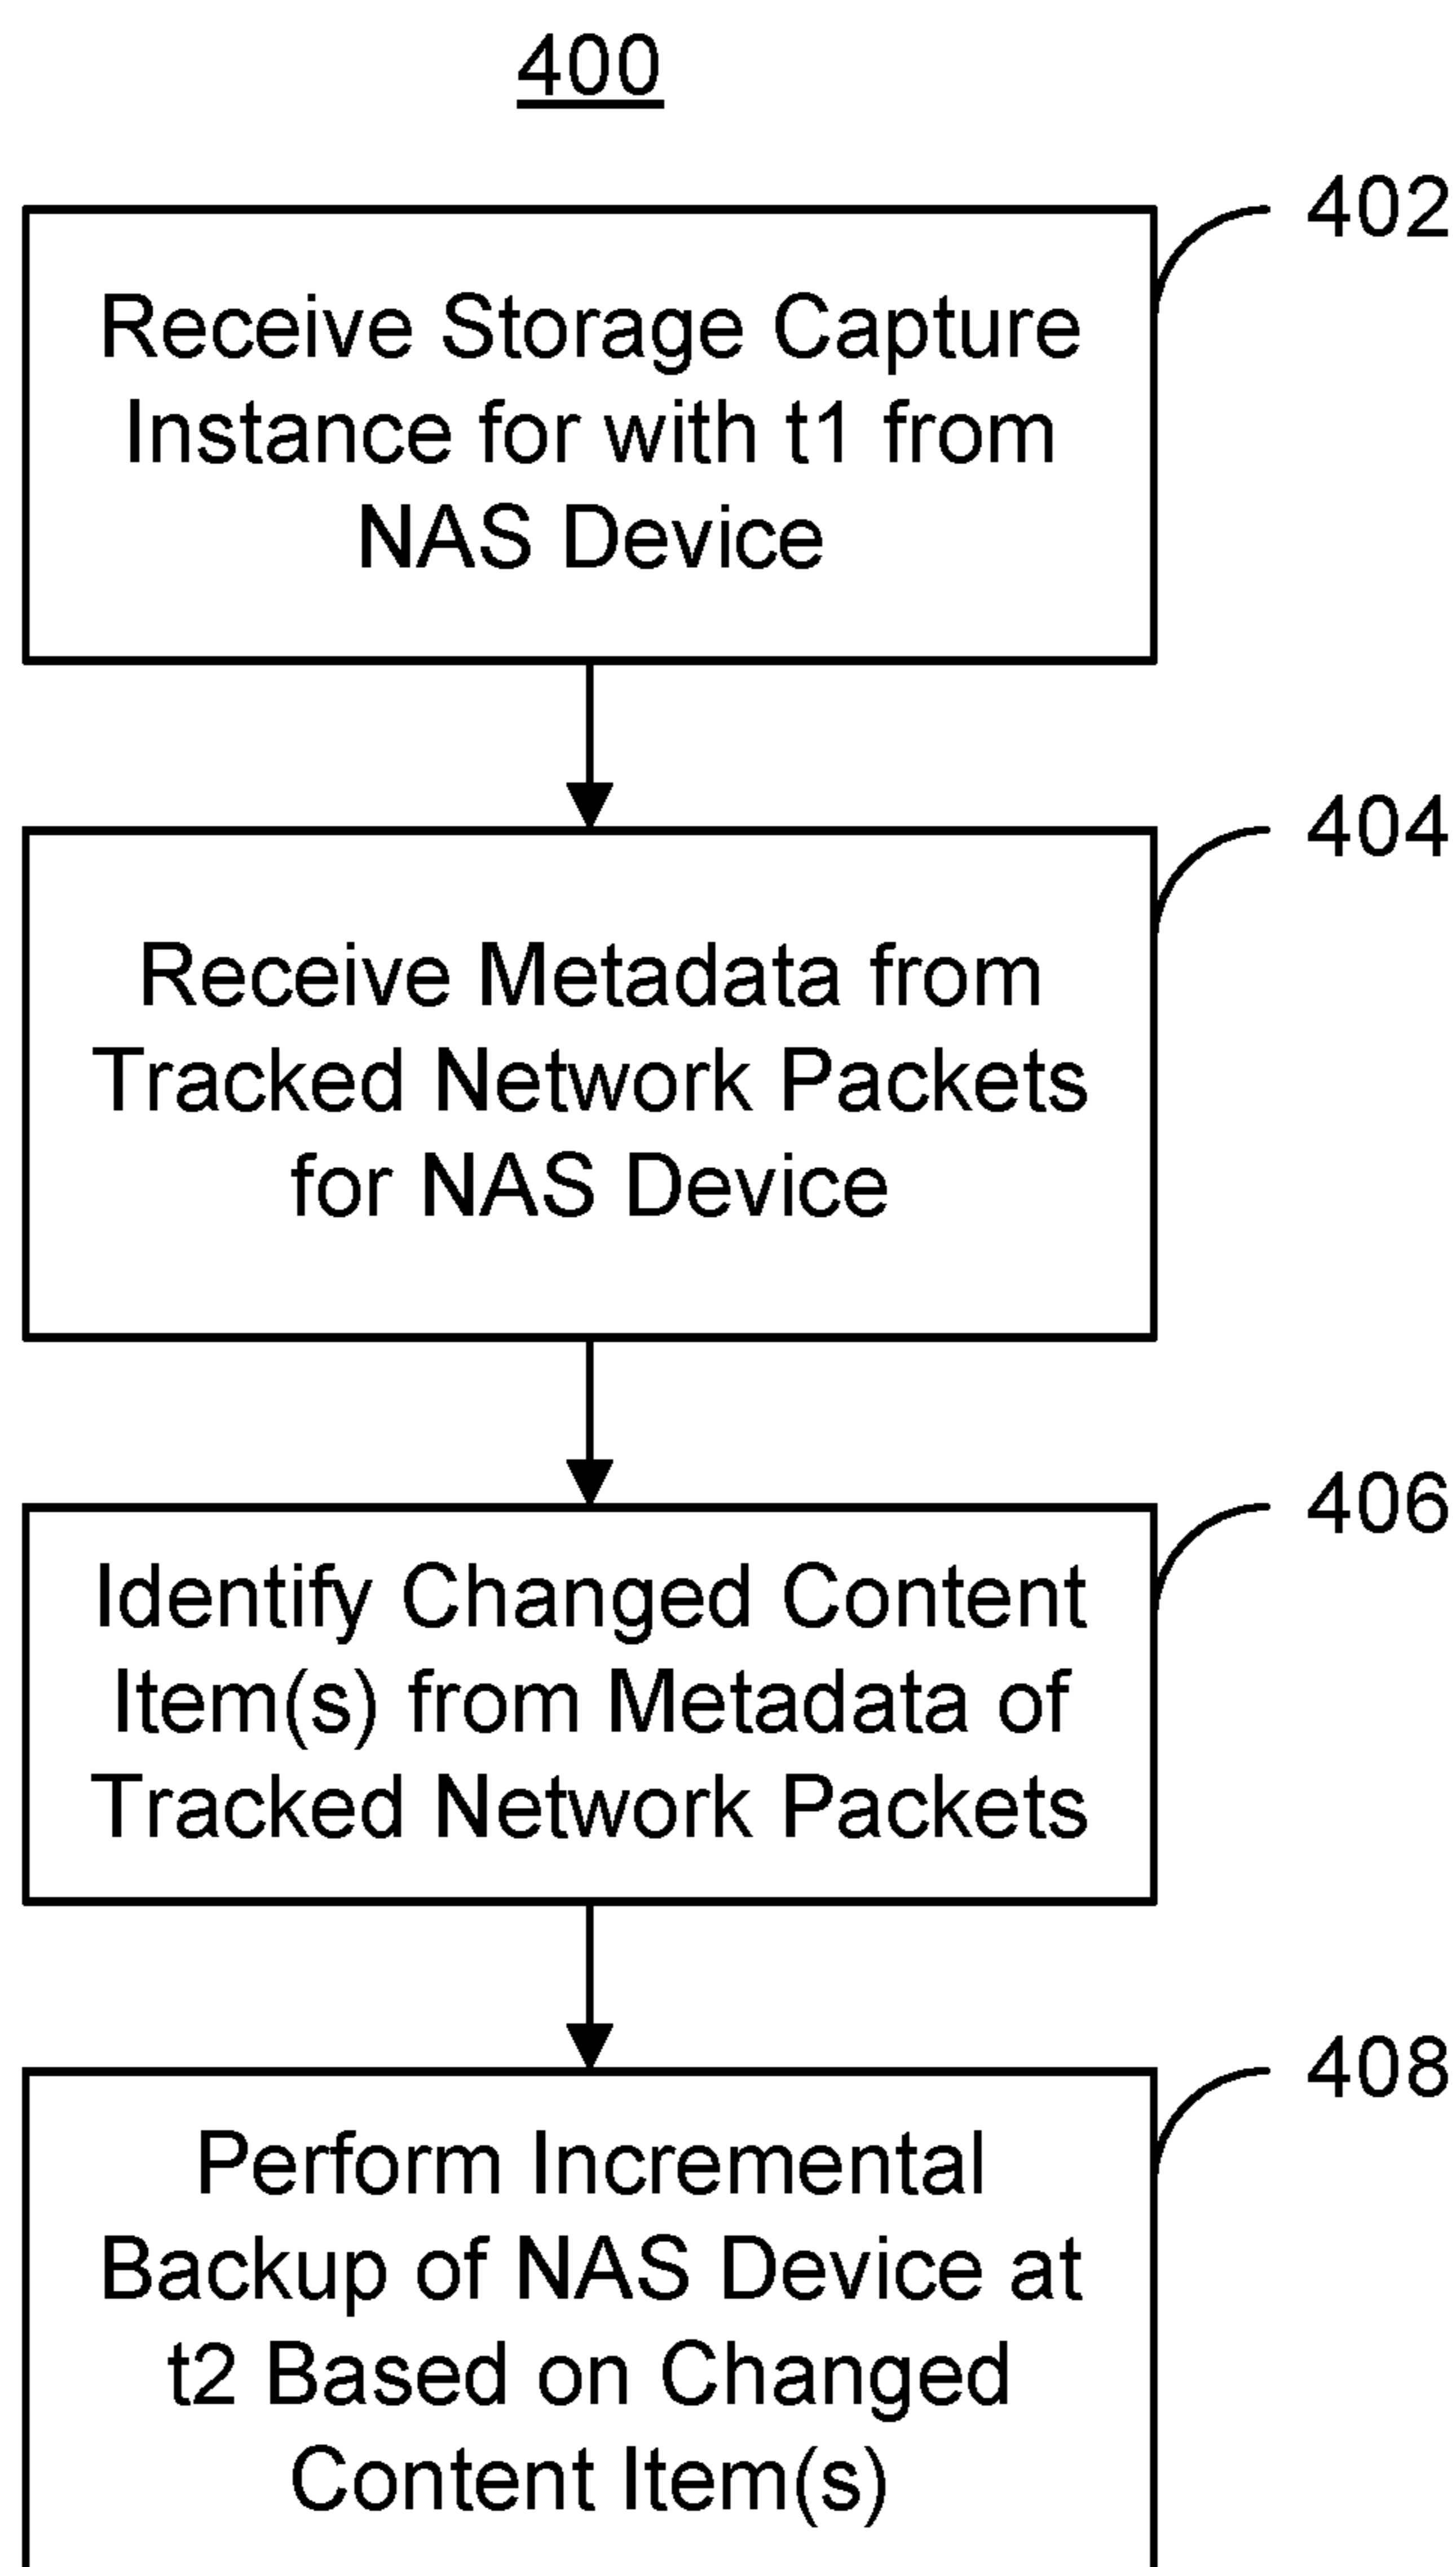 400
402
Receive Storage Capture
Instance for with t1 from
NAS Device
404
Receive Metadata from
Tracked Network Packets
for NAS Device
406
Identify Changed Content
Item(s) from Metadata of
Tracked Network Packets
408
Perform Incremental
Backup of NAS Device at
t2 Based on Changed
Content Item(s)